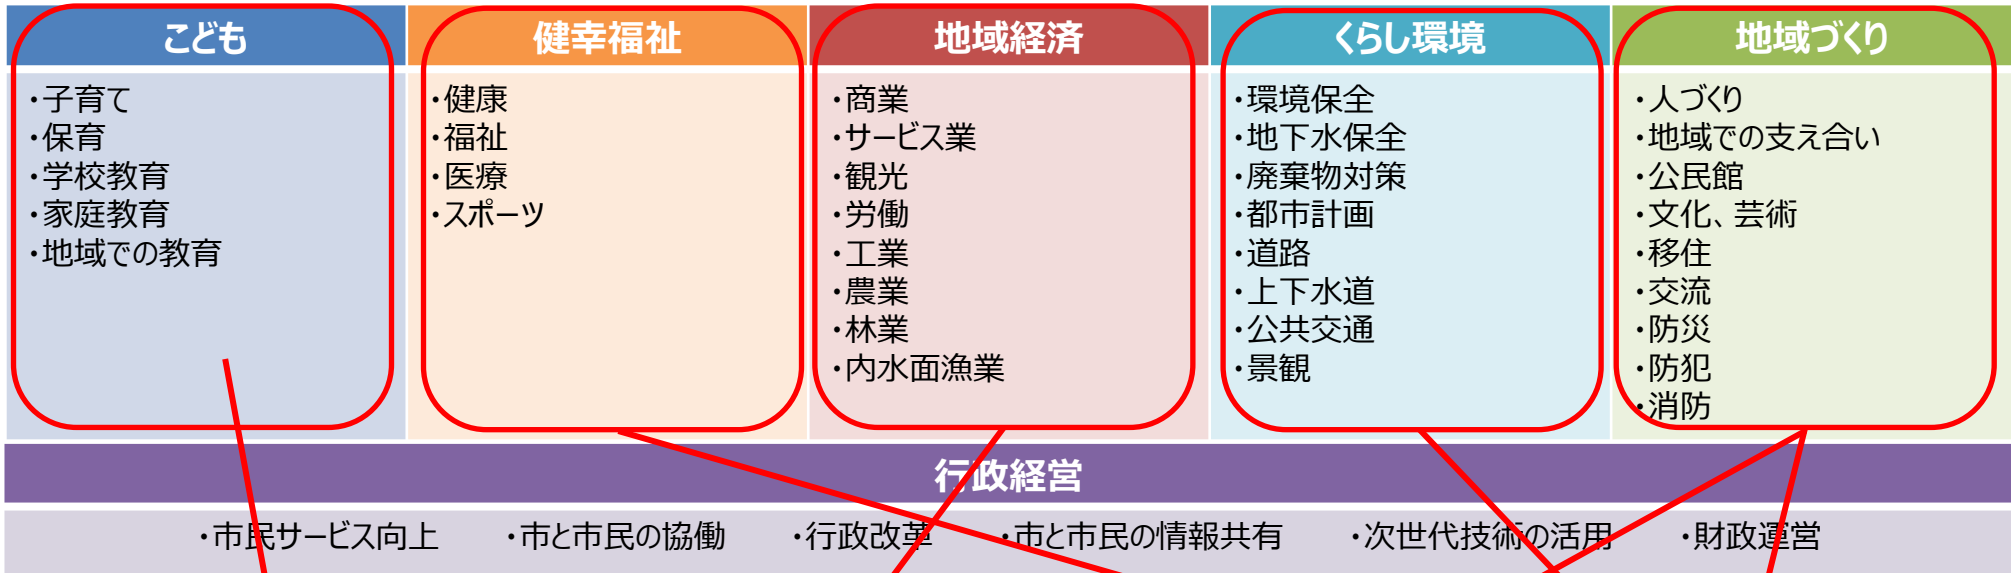 こども
・子育て
・保育
・学校教育
・家庭教育
・地域での教育
健幸福祉
・健康
・福祉
・医療
・スポーツ
地域経済
・商業
・サービス業
・観光
・労働
・工業
・農業
・林業
・内水面漁業
くらし環境
・環境保全
・地下水保全
・廃棄物対策
・都市計画
・道路
・上下水道
・公共交通
・景観
地域づくり
・人づくり
・地域での支え合い
・公民館
・文化、芸術
・移住
・交流
・防災
・防犯
・消防
行政経営
・市民サービス向上 ・市と市民の協働 ・行政改革 ・市と市民の情報共有 ・次世代技術の活用 ・財政運営